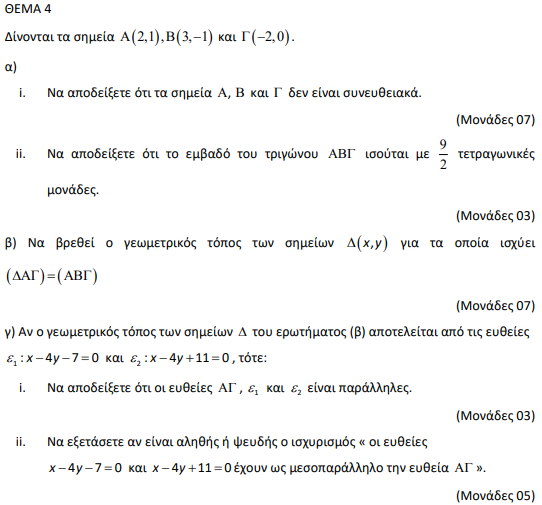 ΘΕΜΑ 4
Δίνονται τα σημεία Α(2,1), Β(3,−1) και Γ(−2,0).
α)
i. Να αποδείξετε ότι τα σημεία Α, Β και Γ δεν είναι συνευθειακά.
(Μονάδες 07)
ii. Να αποδείξετε ότι το εμβαδό του τριγώνου ΑΒΓ ισούται με 9/2 τετραγωνικές
μονάδες.
(Μονάδες 03)
β) Να βρεθεί ο γεωμετρικός τόπος των σημείων Δ(x,y) για τα οποία ισχύει
(ΔΑΓ)=(ΑΒΓ)
(Μονάδες 07)
γ) Αν ο γεωμετρικός τόπος των σημείων Δ του ερωτήματος (β) αποτελείται από τις ευθείες
ε₁ : x−4y−7=0 και ε₂ : x−4y+11=0, τότε:
i. Να αποδείξετε ότι οι ευθείες ΑΓ, ε₁ και ε₂ είναι παράλληλες.
(Μονάδες 03)
ii. Να εξετάσετε αν είναι αληθή ή ψευδής ο ισχυρισμός « οι ευθείες
x−4y−7=0 και x−4y+11=0 έχουν ως μεσοπαράλληλο την ευθεία ΑΓ ».
(Μονάδες 05)